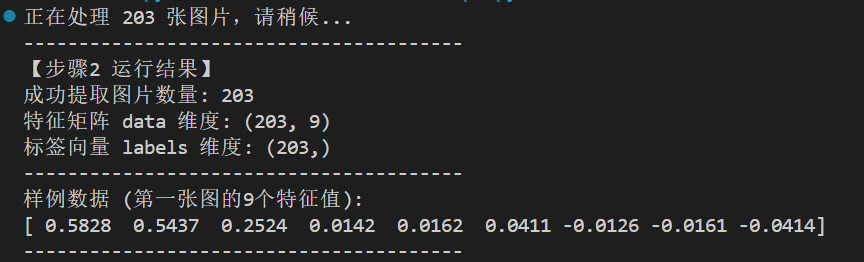 正在处理 203 张图片，请稍候...
----------------------------------------
【步骤2 运行结果】
成功提取图片数量: 203
特征矩阵 data 维度: (203, 9)
标签向量 labels 维度: (203,)
----------------------------------------
样例数据 (第一张图的9个特征值):
[ 0.5828  0.5437  0.2524  0.0142  0.0162  0.0411 -0.0126 -0.0161 -0.0414]
----------------------------------------